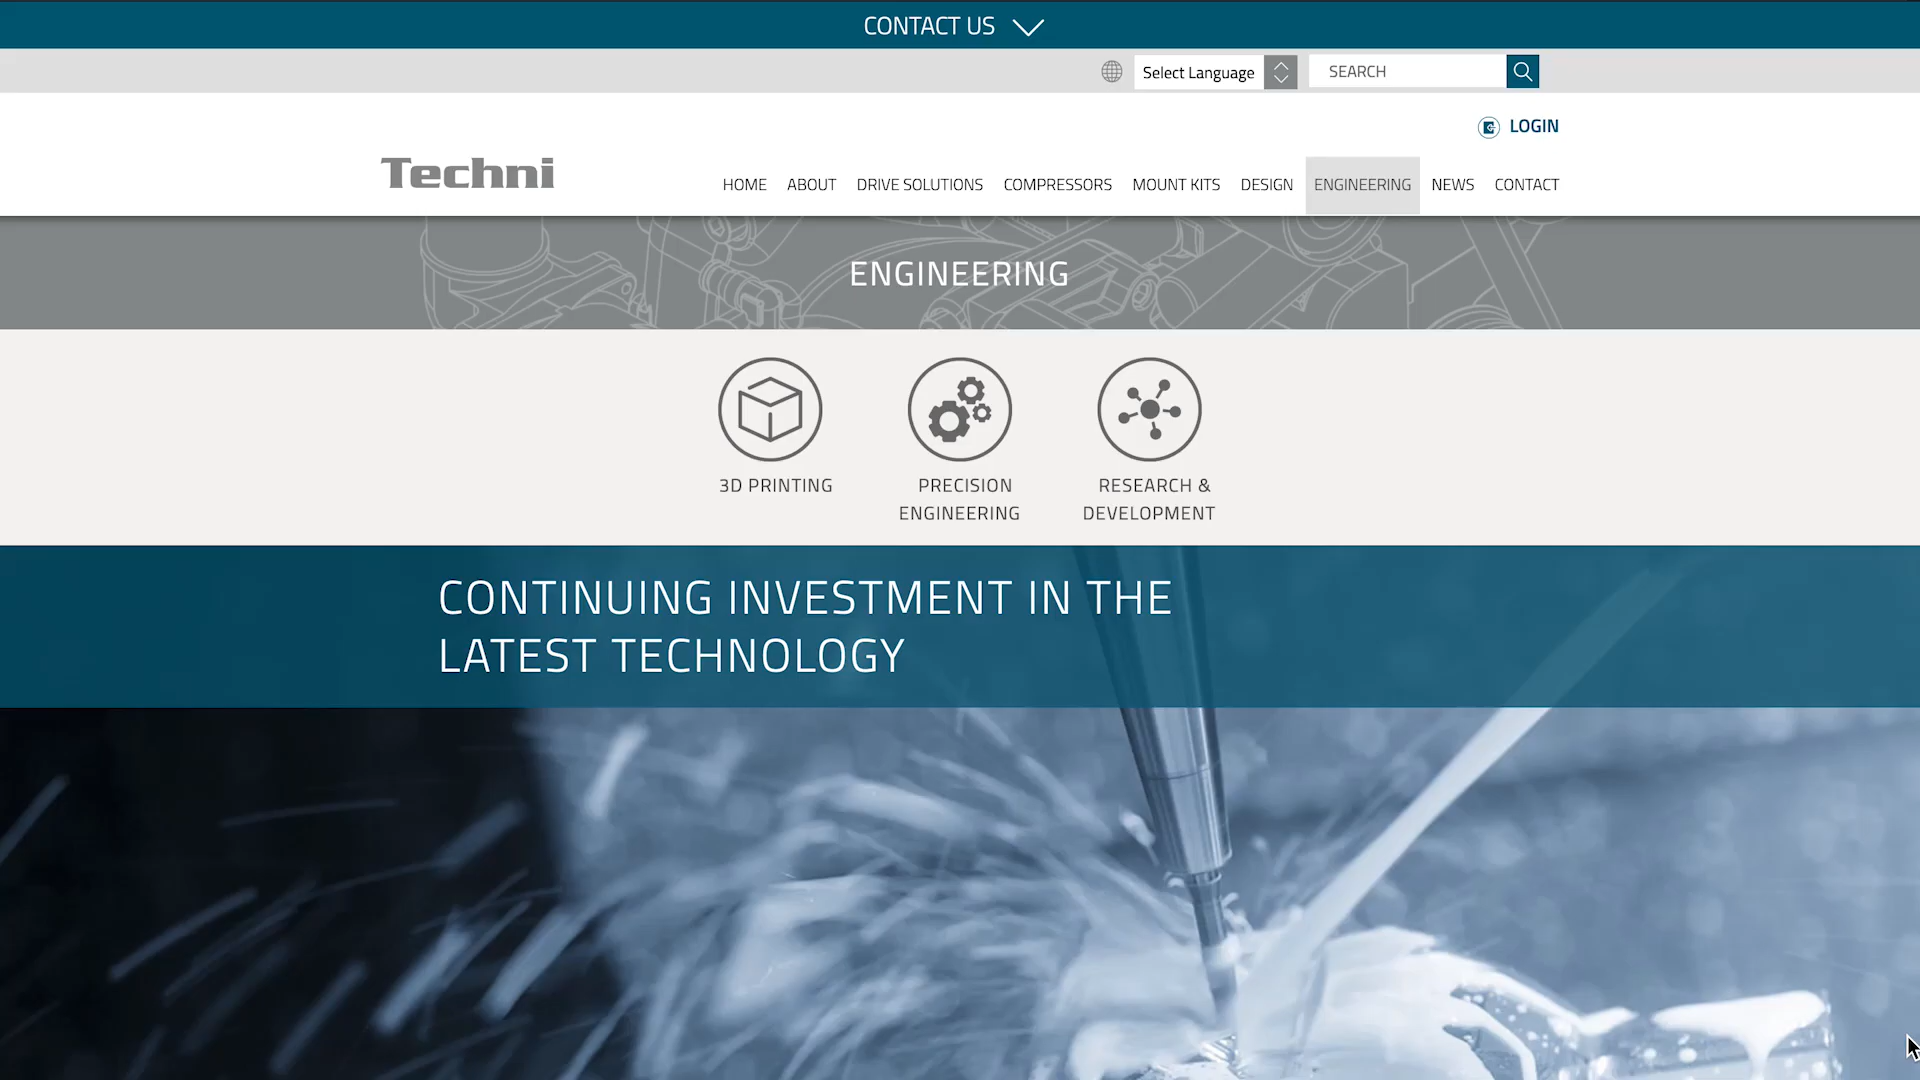 CONTACT US
Select Language
SEARCH
LOGIN
Techni
HOME ABOUT DRIVE SOLUTIONS COMPRESSORS MOUNT KITS DESIGN ENGINEERING NEWS CONTACT
ENGINEERING
3D PRINTING
PRECISION
ENGINEERING
RESEARCH &
DEVELOPMENT
CONTINUING INVESTMENT IN THE
LATEST TECHNOLOGY